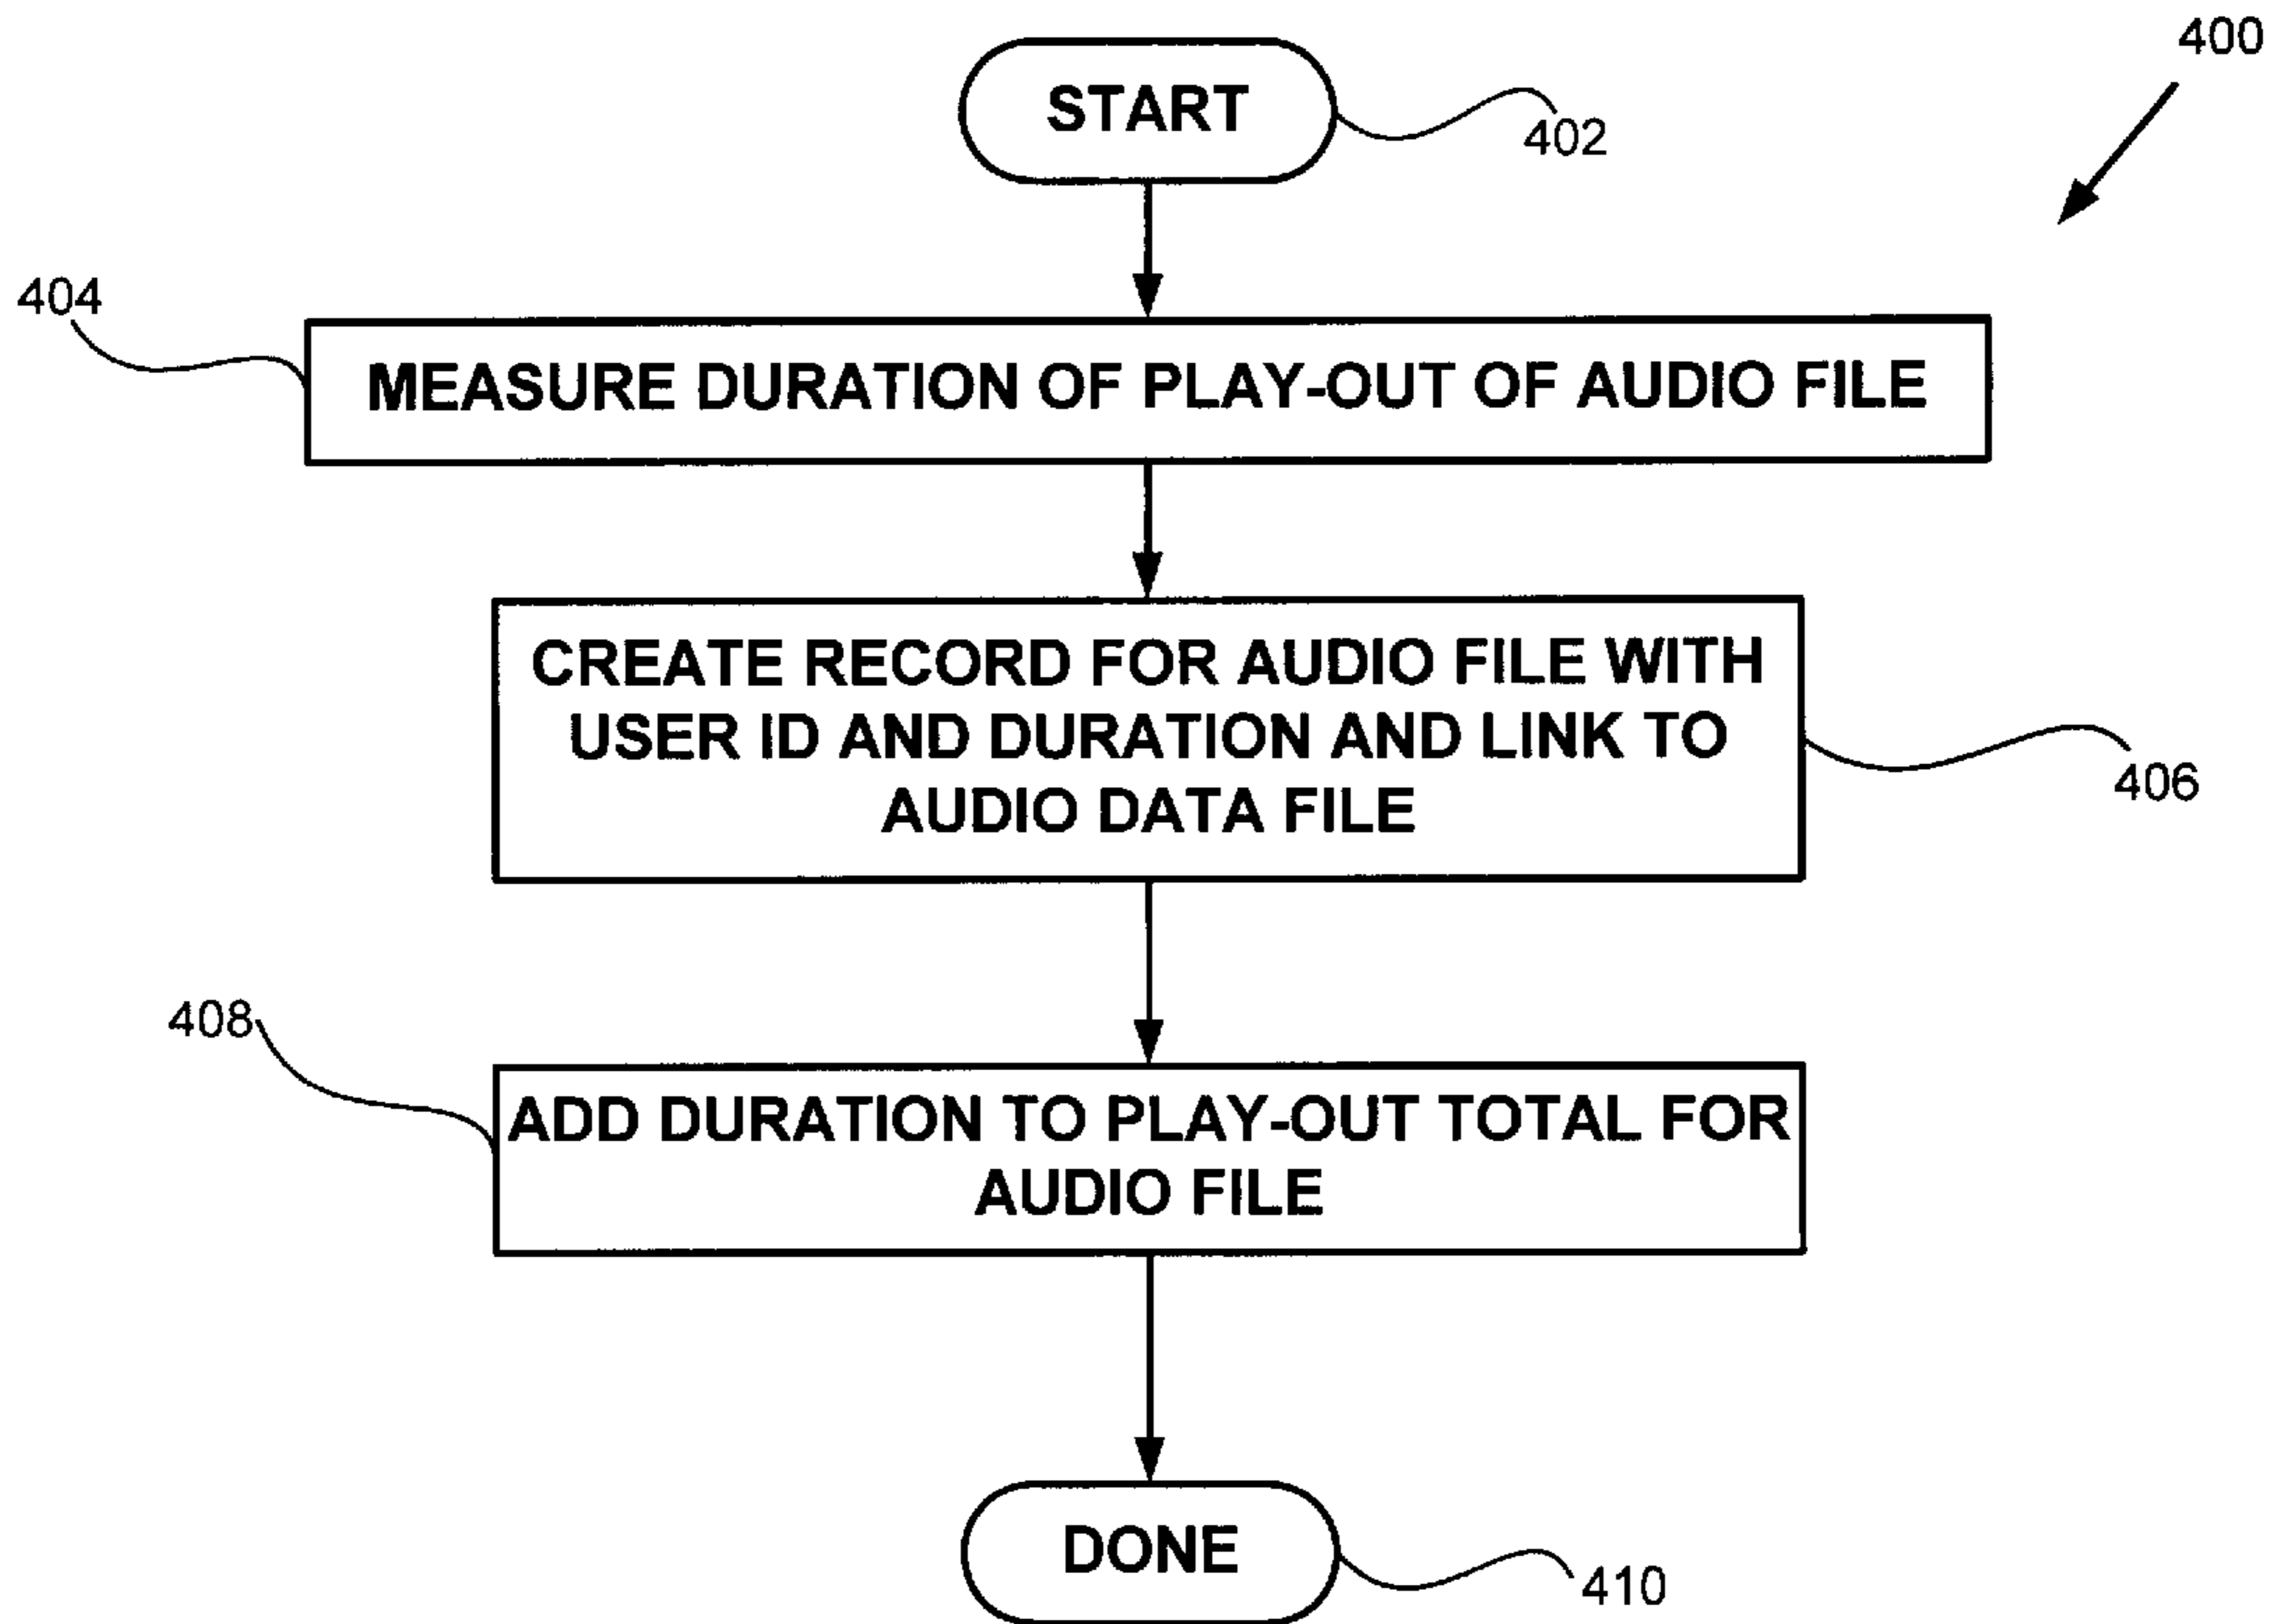 400
START
402
404
MEASURE DURATION OF PLAY-OUT OF AUDIO FILE
CREATE RECORD FOR AUDIO FILE WITH
USER ID AND DURATION AND LINK TO
AUDIO DATA FILE
406
408
ADD DURATION TO PLAY-OUT TOTAL FOR
AUDIO FILE
DONE
410